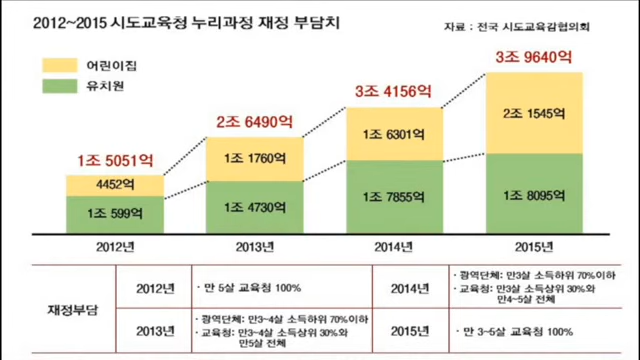 2012~2015 시도교육청 누리과정 재정 부담치
자료 : 전국 시도교육감협의회
어린이집
유치원
1조 5051억
2조 6490억
3조 4156억
3조 9640억
4452억
1조 1760억
1조 6301억
2조 1545억
1조 599억
1조 4730억
1조 7855억
1조 8095억
2012년
2013년
2014년
2015년
재정부담
2012년
· 만 5살 교육청 100%
2014년
· 광역단체: 만3살 소득하위 70%이하
· 교육청: 만3살 소득상위 30%와
만4~5살 전체
2013년
· 광역단체: 만3~4살 소득하위 70%이하
· 교육청: 만3~4살 소득상위 30%와
만5살 전체
2015년
· 만 3~5살 교육청 100%